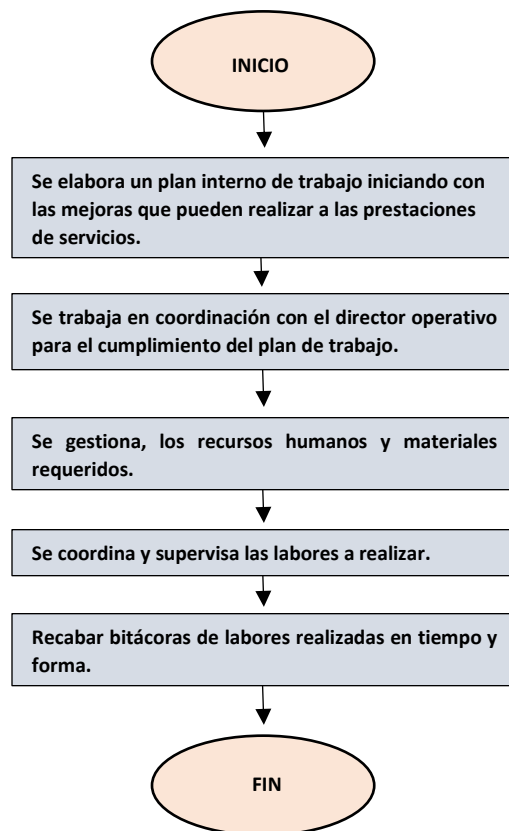 INICIO
Se elabora un plan interno de trabajo iniciando con
las mejoras que pueden realizar a las prestaciones
de servicios.
Se trabaja en coordinación con el director operativo
para el cumplimiento del plan de trabajo.
Se gestiona, los recursos humanos y materiales
requeridos.
Se coordina y supervisa las labores a realizar.
Recabar bitácoras de labores realizadas en tiempo y
forma.
FIN